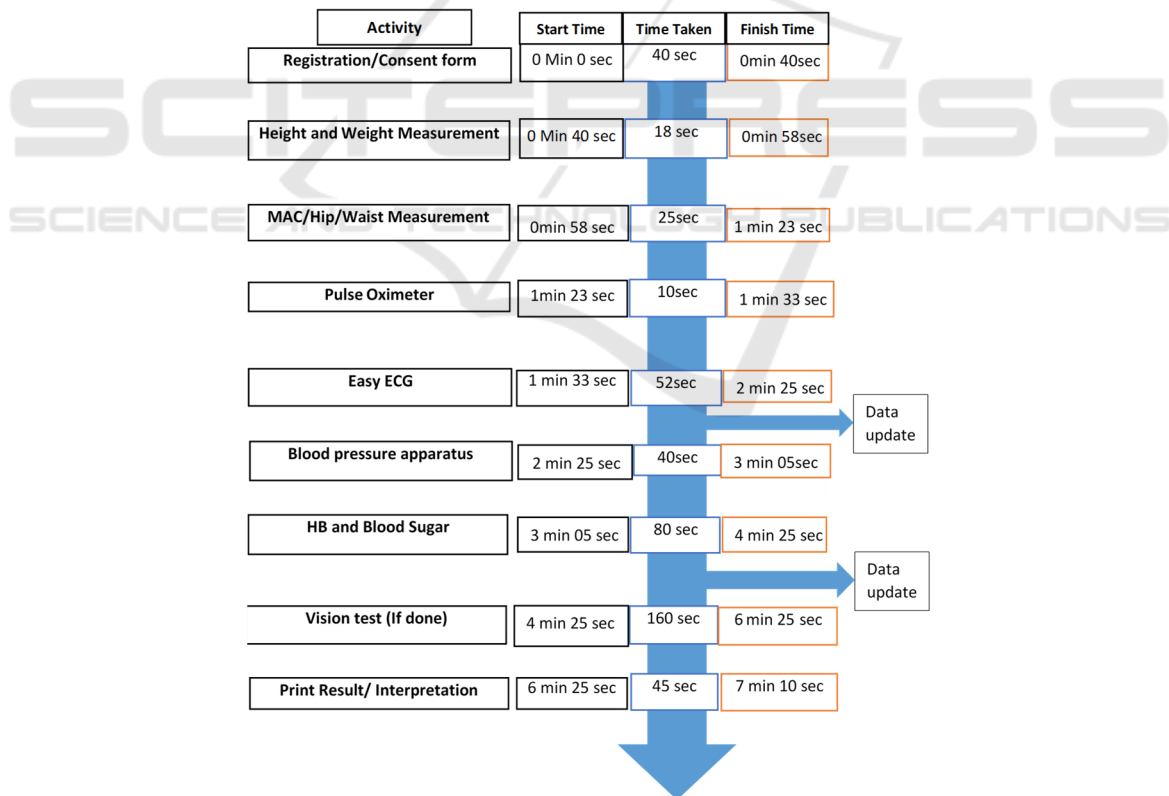 Activity Start Time Time Taken Finish Time
Registration/Consent form 0 Min 0 sec 40 sec 0min 40sec
SCITEPRESS
Height and Weight Measurement 0 Min 40 sec 18 sec 0min 58sec
SCIENCE AND TECHNOLOGY PUBLICATIONS
MAC/Hip/Waist Measurement 0min 58 sec 25sec 1 min 23 sec
Pulse Oximeter 1min 23 sec 10sec 1 min 33 sec
Easy ECG 1 min 33 sec 52sec 2 min 25 sec
Data
update
Blood pressure apparatus 2 min 25 sec 40sec 3 min 05sec
HB and Blood Sugar 3 min 05 sec 80 sec 4 min 25 sec
Data
update
Vision test (If done) 4 min 25 sec 160 sec 6 min 25 sec
Print Result/ Interpretation 6 min 25 sec 45 sec 7 min 10 sec